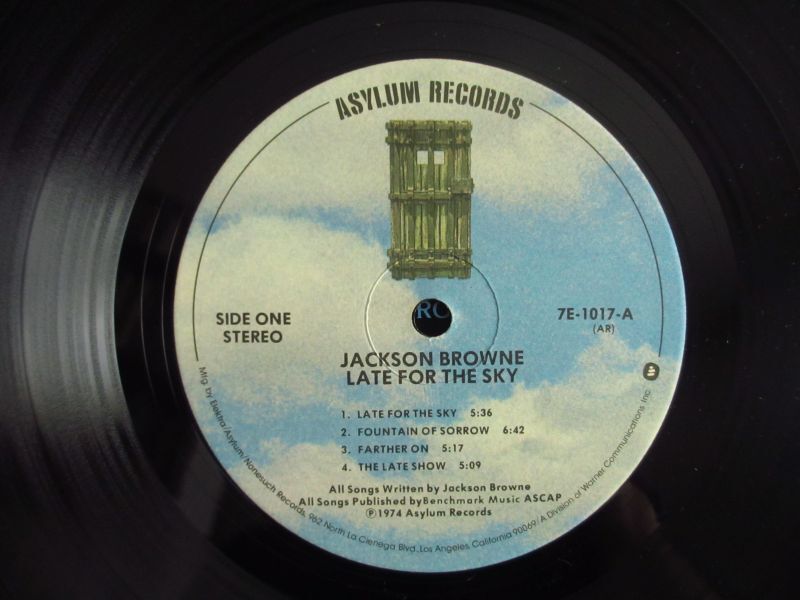 ASYLUM RECORDS
SIDE ONE
STEREO
7E-1017-A
(AR)
RC
JACKSON BROWNE
LATE FOR THE SKY
1. LATE FOR THE SKY 5:36
2. FOUNTAIN OF SORROW 6:42
3. FARTHER ON 5:17
4. THE LATE SHOW 5:09
All Songs Written by Jackson Browne
All Songs Published by Benchmark Music ASCAP
℗1974 Asylum Records
Mfg by Elektra/Asylum/Nonesuch Records, 962 North La Cienega Blvd., Los Angeles, California 90069/A Division of Warner Communications Inc